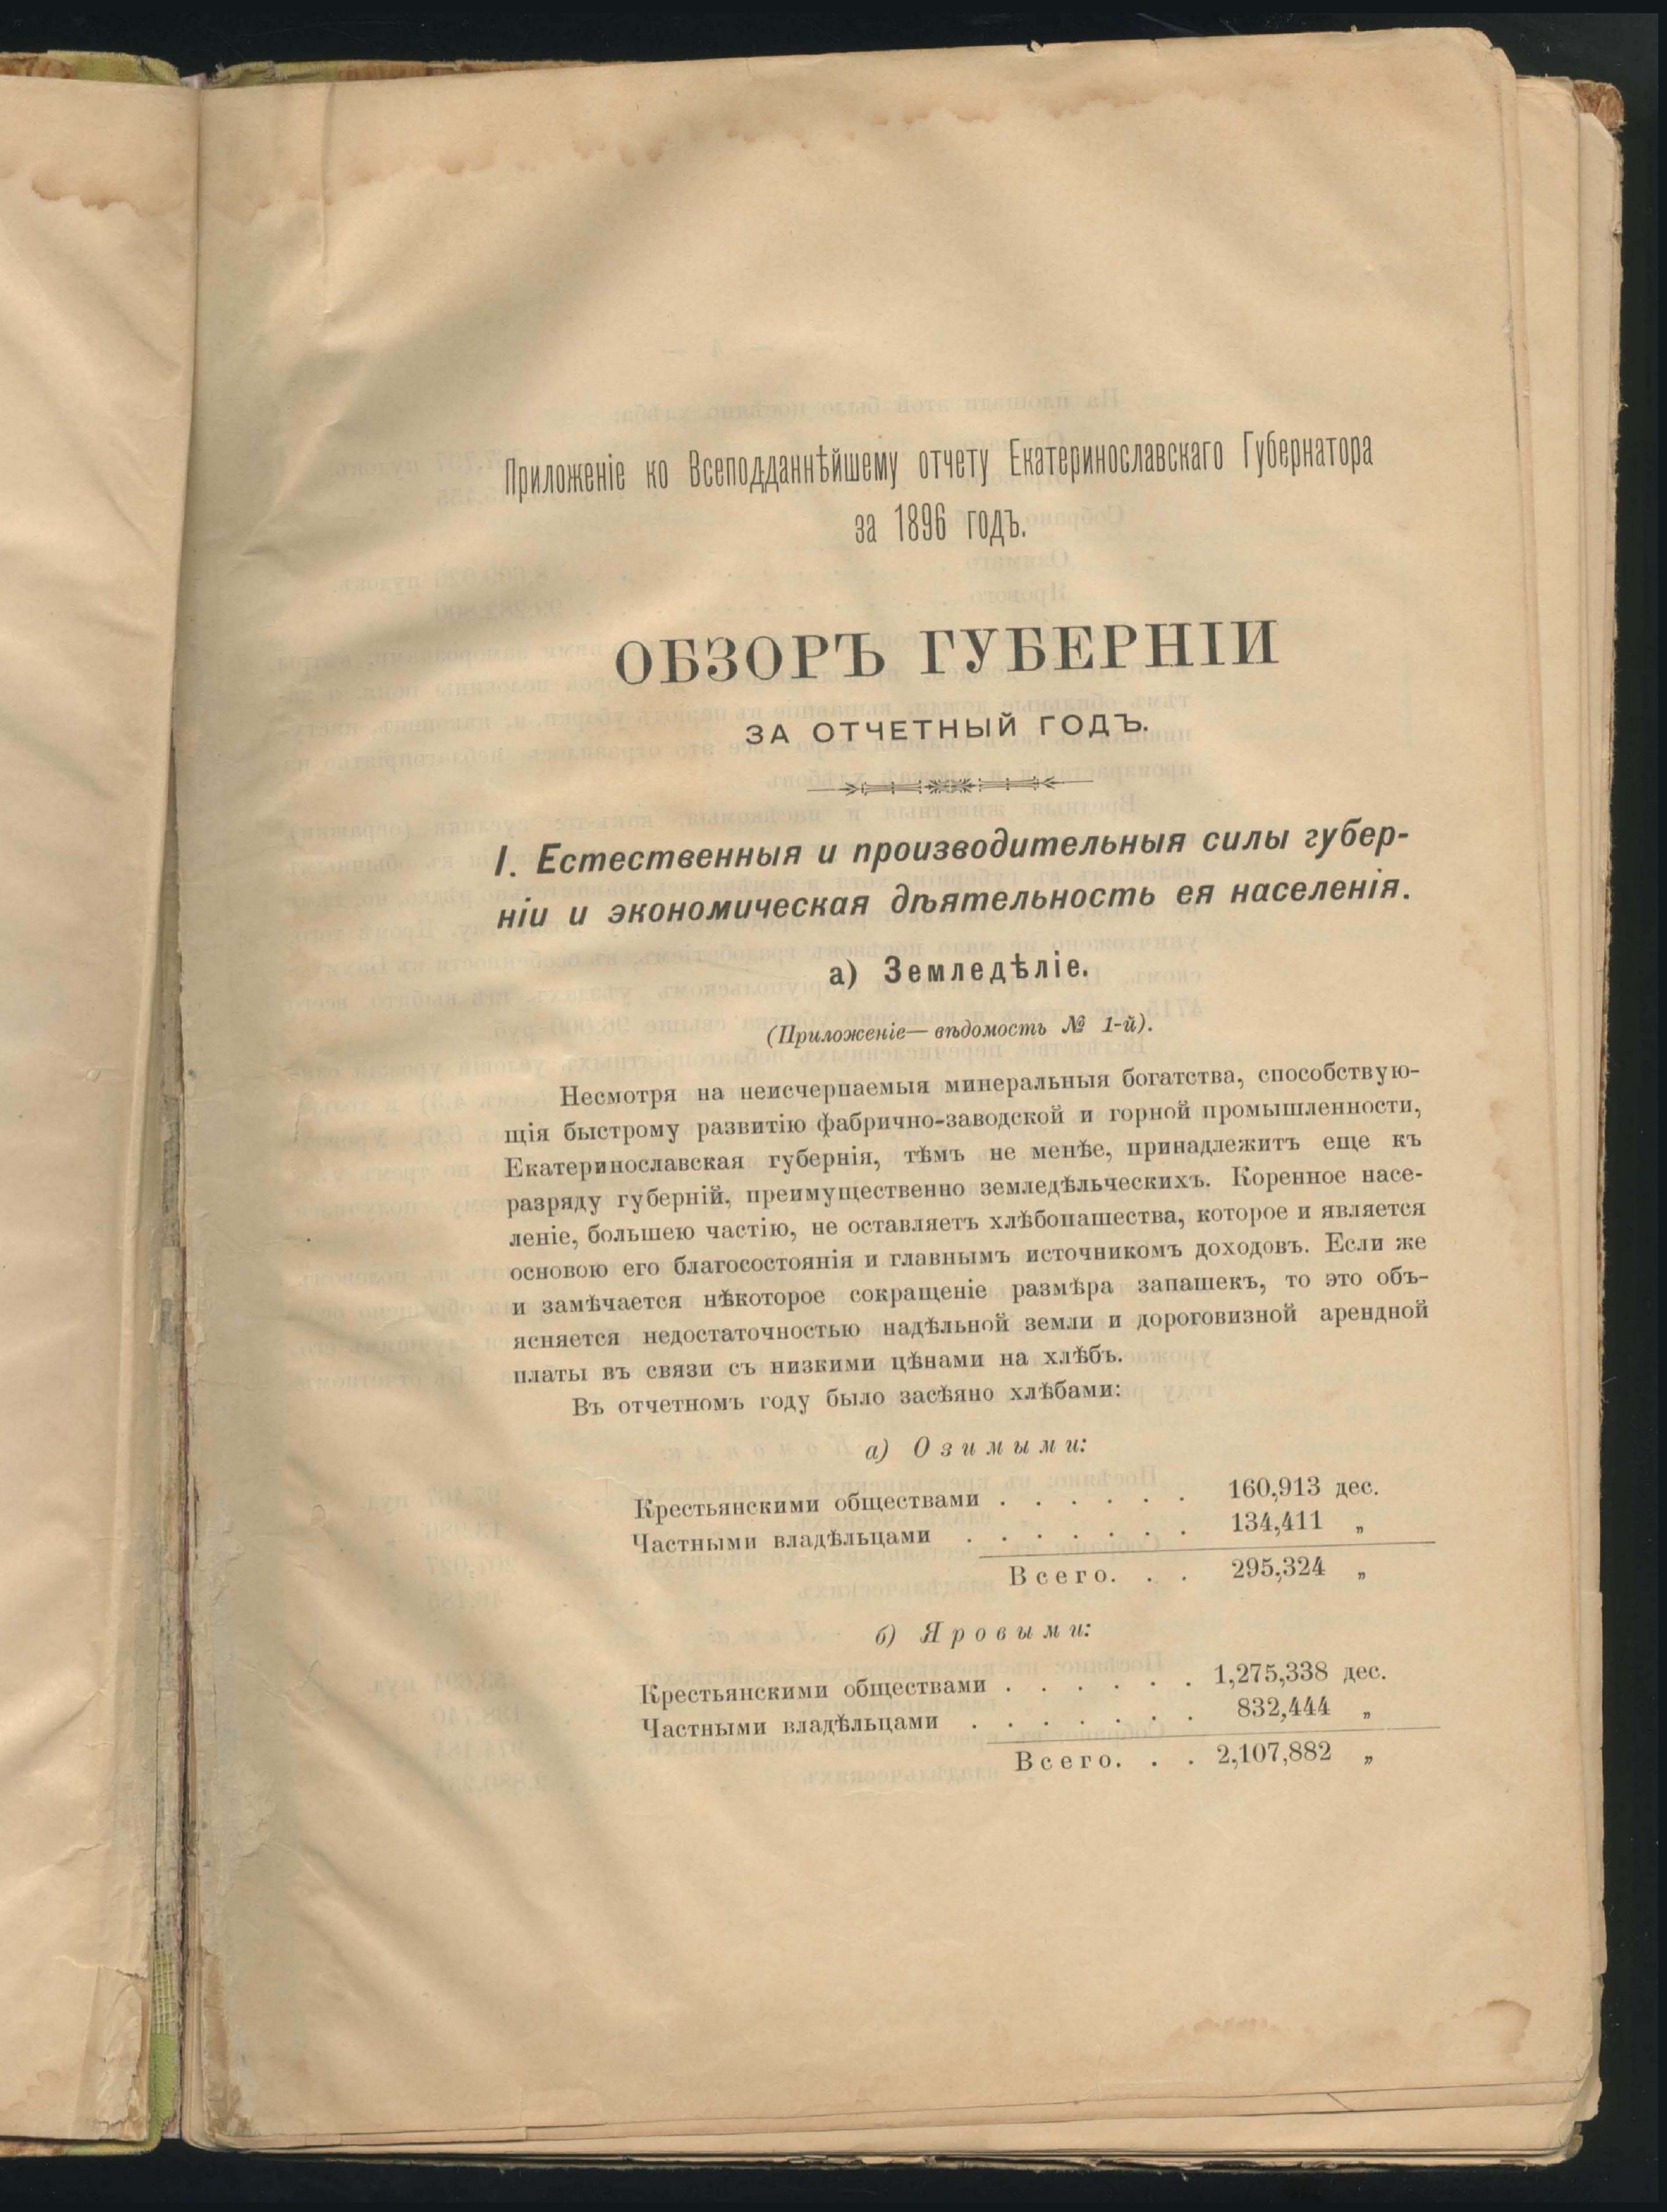 Приложеніе ко Всеподданнѣйшему отчету Екатеринославскаго Губернатора
за 1896 годъ.
ОБЗОРЪ ГУБЕРНІИ
ЗА ОТЧЕТНЫЙ ГОДЪ.
I. Естественныя и производительныя силы губер-
ніи и экономическая дѣятельность ея населенія.
а) Земледѣліе.
(Приложеніе—вѣдомость № 1-й).
Несмотря на неисчерпаемыя минеральныя богатства, способствую-
щія быстрому развитію фабрично-заводской и горной промышленности,
Екатеринославская губернія, тѣмъ не менѣе, принадлежитъ еще къ
разряду губерній, преимущественно земледѣльческихъ. Коренное насе-
леніе, большею частію, не оставляетъ хлѣбопашества, которое и является
основою его благосостоянія и главнымъ источникомъ доходовъ. Если же
и замѣчается нѣкоторое сокращеніе размѣра запашекъ, то это объ-
ясняется недостаточностью надѣльной земли и дороговизной арендной
платы въ связи съ низкими цѣнами на хлѣбъ.
Въ отчетномъ году было засѣяно хлѣбами:
а) Озимыми:
Крестьянскими обществами . . . . . . 160,913 дес.
Частными владѣльцами . . . . . . . 134,411 „
Всего. . . 295,324 „
б) Яровыми:
Крестьянскими обществами . . . . . . 1,275,338 дес.
Частными владѣльцами . . . . . . . 832,444 „
Всего. . . 2,107,882 „